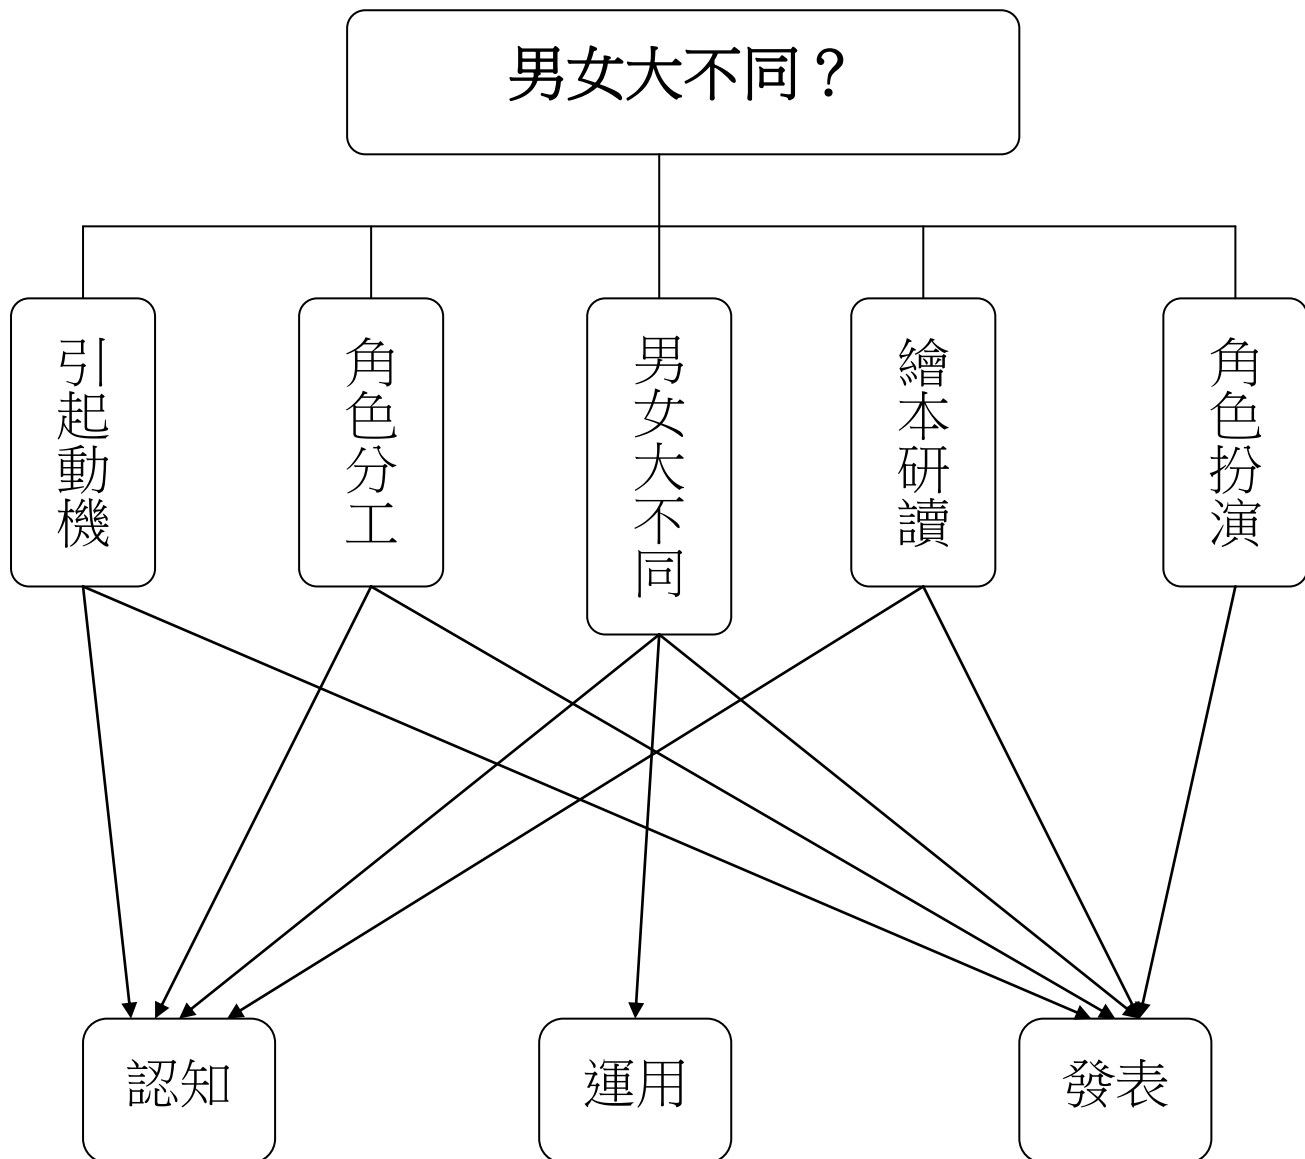 男女大不同？
引起動機
角色分工
男女大不同
繪本研讀
角色扮演
認知
運用
發表